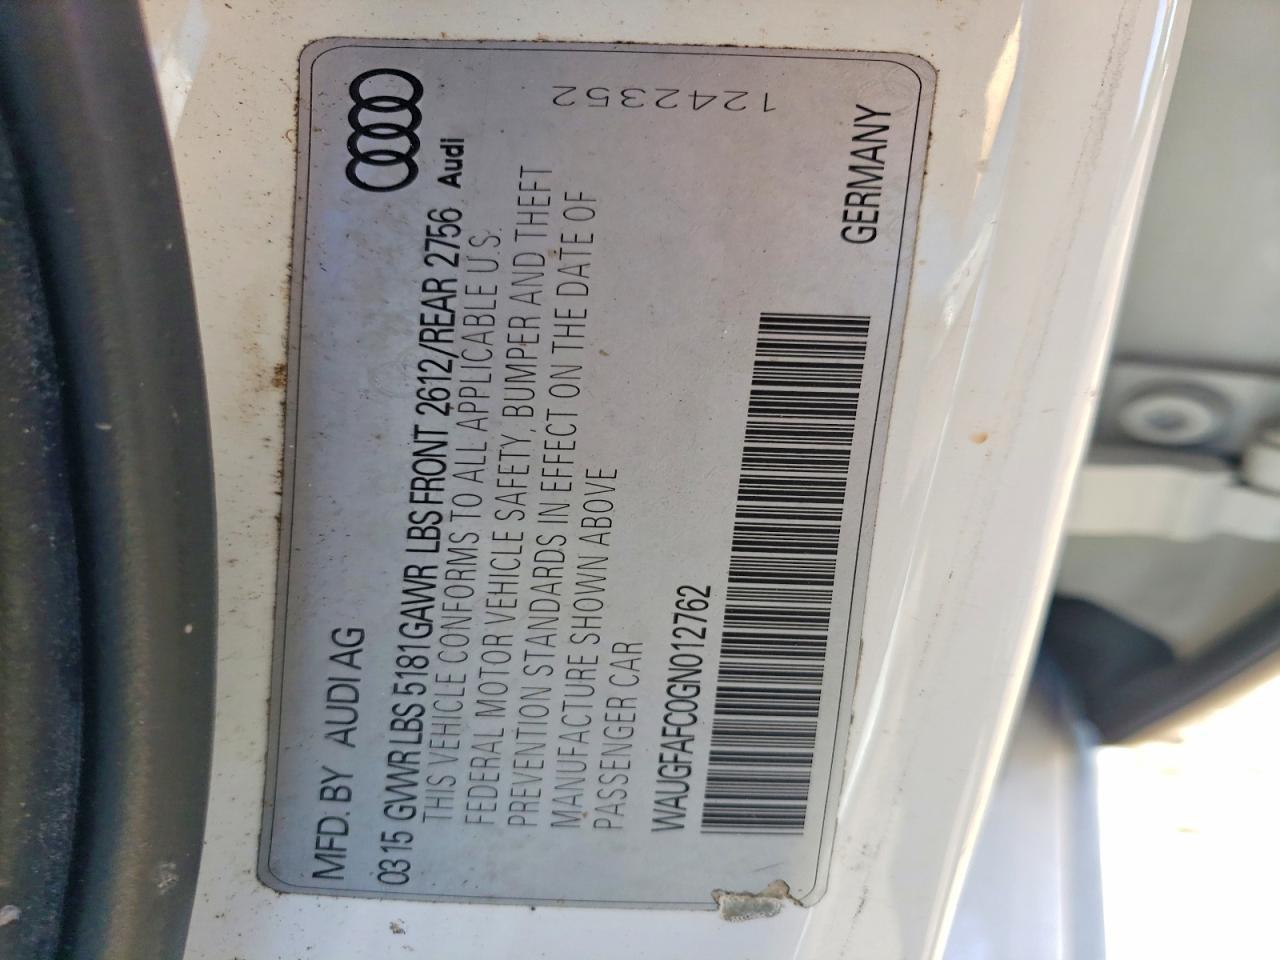 MFD. BY AUDI AG
03 15 GVWR LBS 5181 GAWR LBS FRONT 2612/REAR 2756 Audi
THIS VEHICLE CONFORMS TO ALL APPLICABLE U.S.
FEDERAL MOTOR VEHICLE SAFETY, BUMPER AND THEFT
PREVENTION STANDARDS IN EFFECT ON THE DATE OF
MANUFACTURE SHOWN ABOVE
PASSENGER CAR
WAUGFAFC0GN012762
GERMANY
1242352